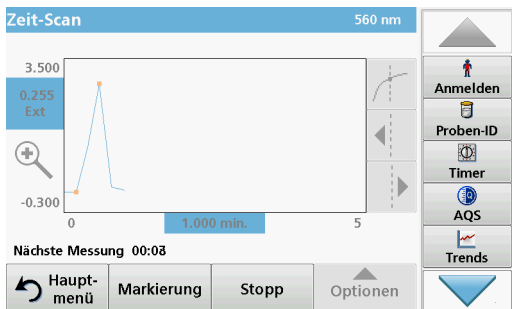 Zeit-Scan 560 nm
3.500
0.255
Ext
-0.300
0 1.000 min. 5
Nächste Messung 00:03
Haupt-
menü
Markierung
Stopp
Optionen
Anmelden
Proben-ID
Timer
AQS
Trends